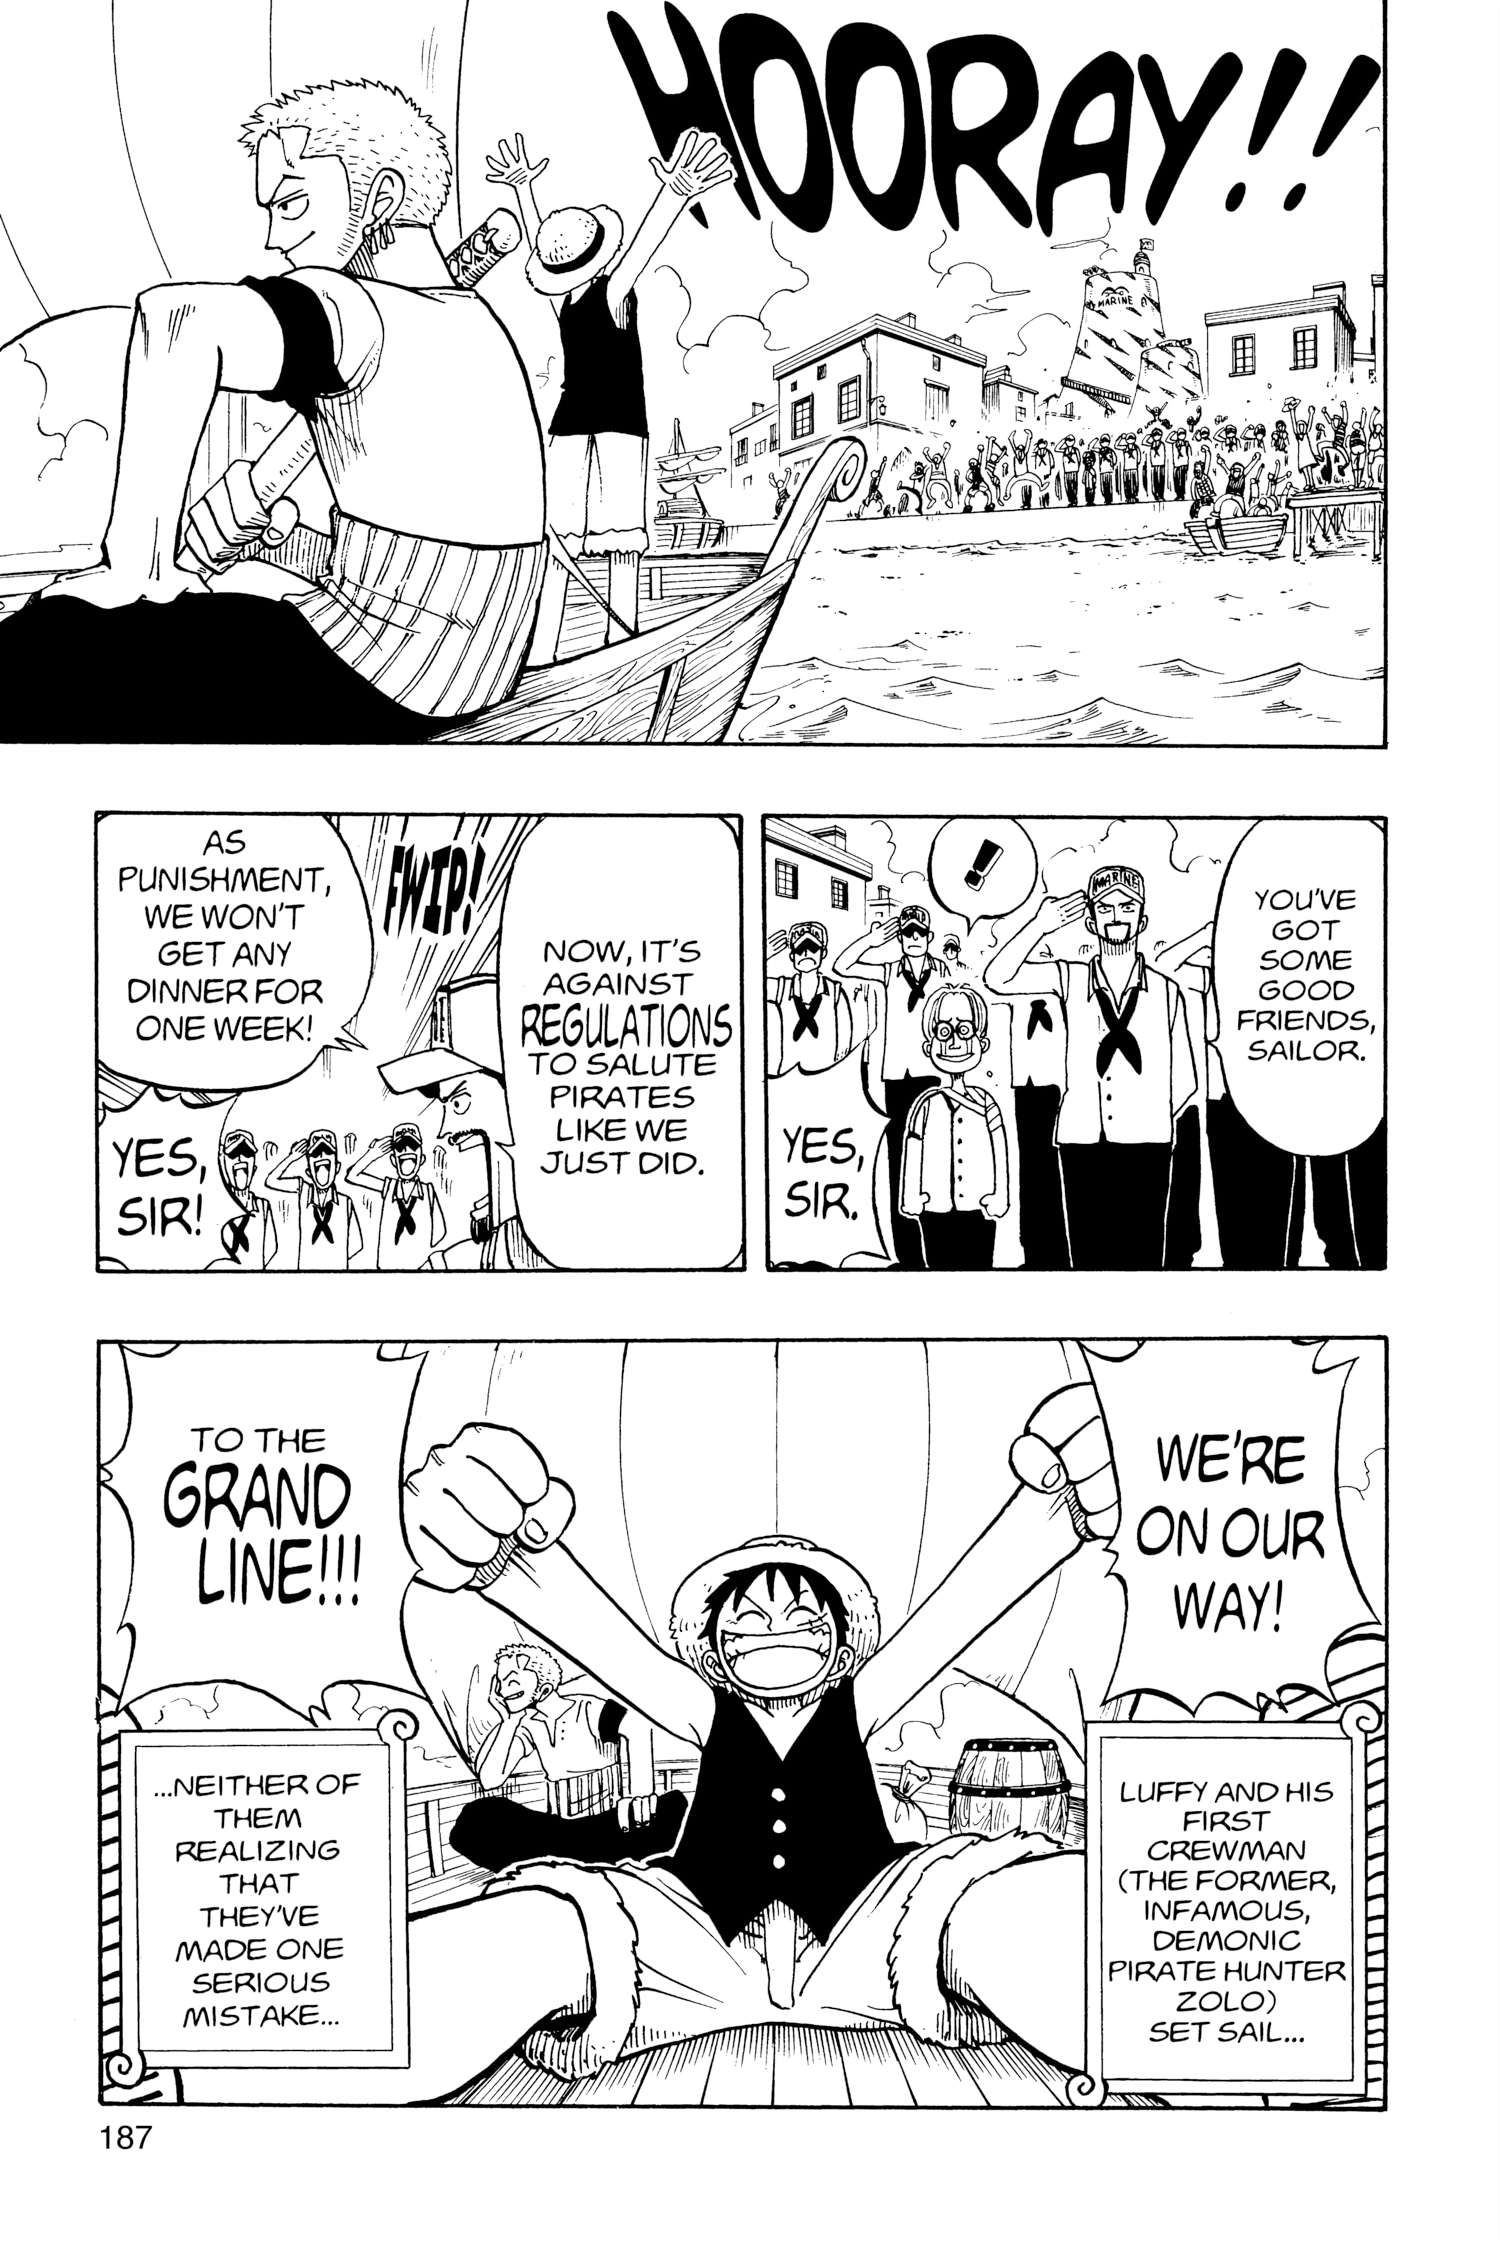 HOORAY!!
MARINE
YOU'VE
GOT
SOME
GOOD
FRIENDS,
SAILOR.
!
MARINE
YES,
SIR.
NOW, IT'S
AGAINST
REGULATIONS
TO SALUTE
PIRATES
LIKE WE
JUST DID.
FWIP!
AS
PUNISHMENT,
WE WON'T
GET ANY
DINNER FOR
ONE WEEK!
YES,
SIR!
WE'RE
ON OUR
WAY!
TO THE
GRAND
LINE!!!
LUFFY AND HIS
FIRST
CREWMAN
(THE FORMER,
INFAMOUS,
DEMONIC
PIRATE HUNTER
ZOLO)
SET SAIL...
...NEITHER OF
THEM
REALIZING
THAT
THEY'VE
MADE ONE
SERIOUS
MISTAKE...
187